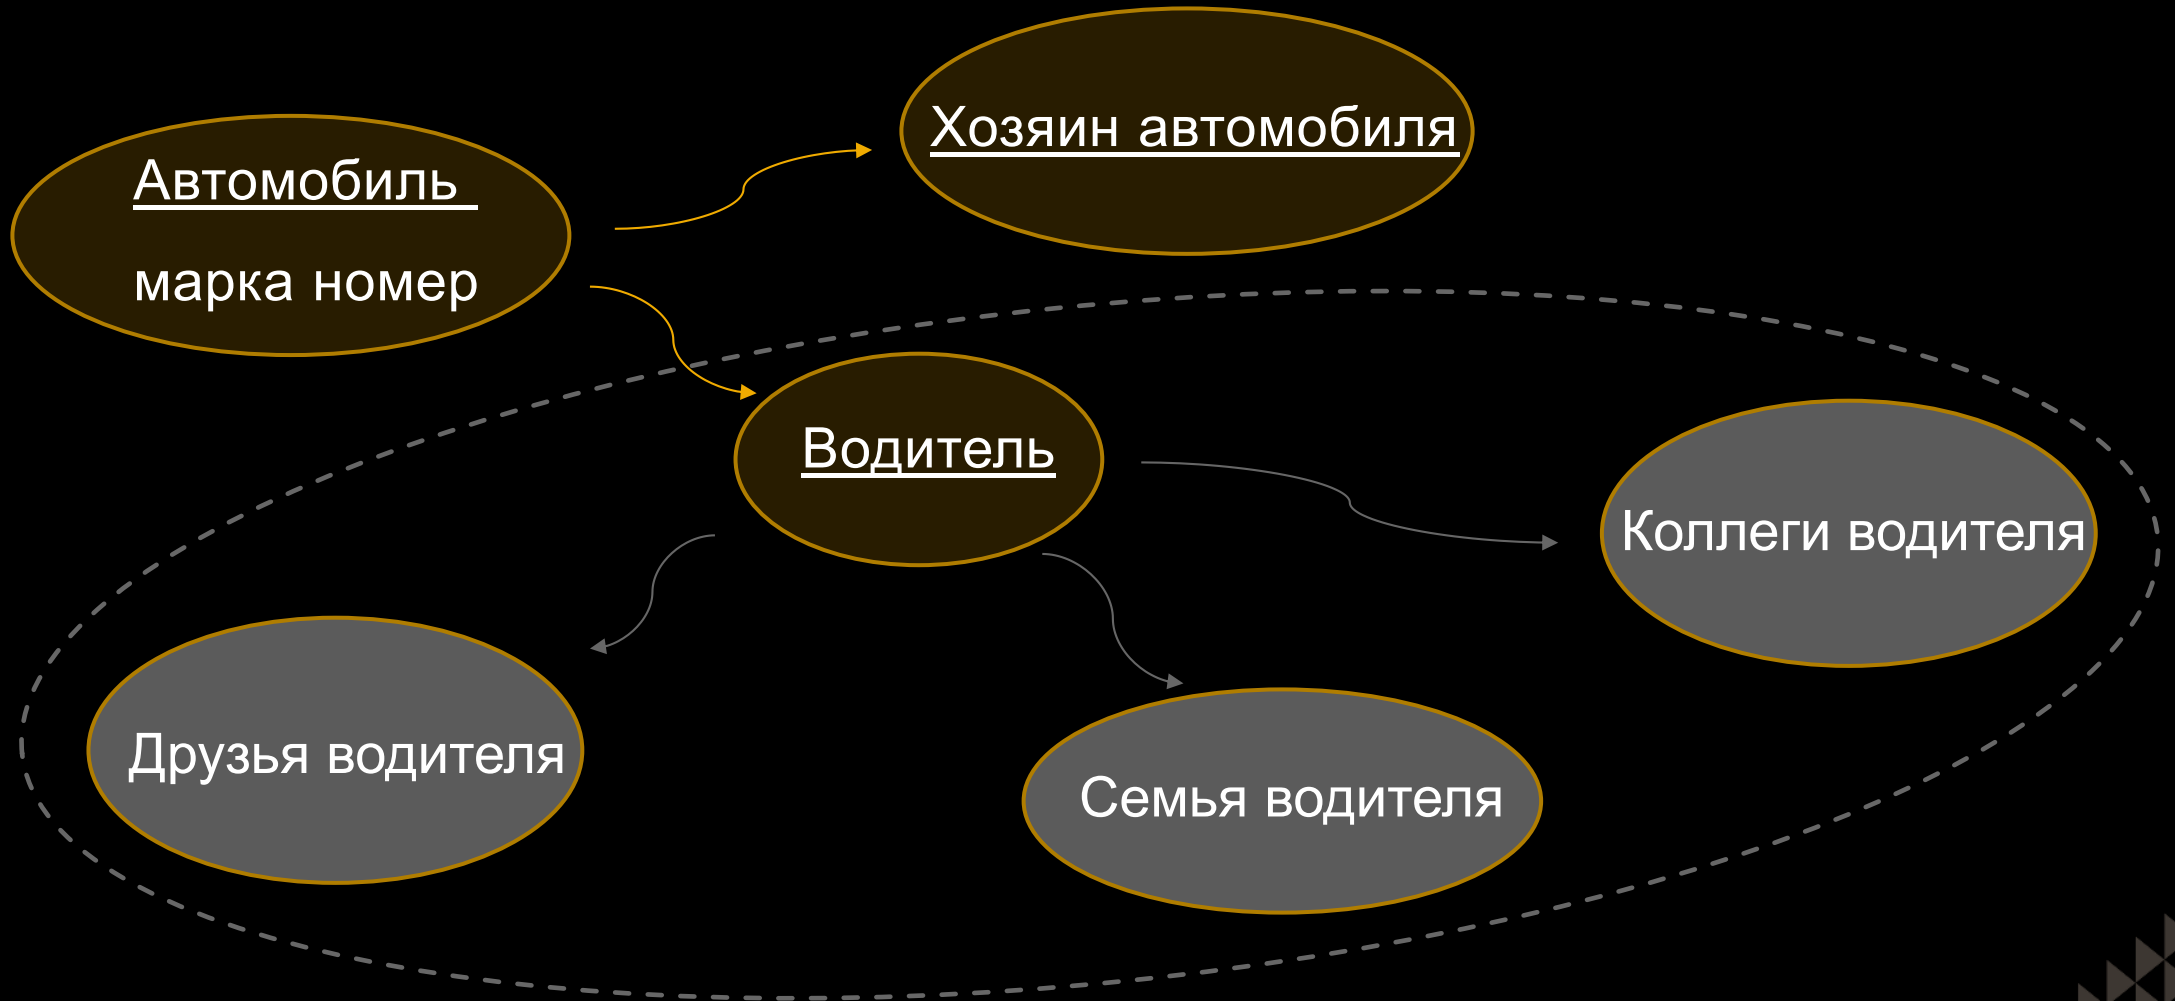 Хозяин автомобиля
Автомобиль
марка номер
Водитель
Коллеги водителя
Друзья водителя
Семья водителя